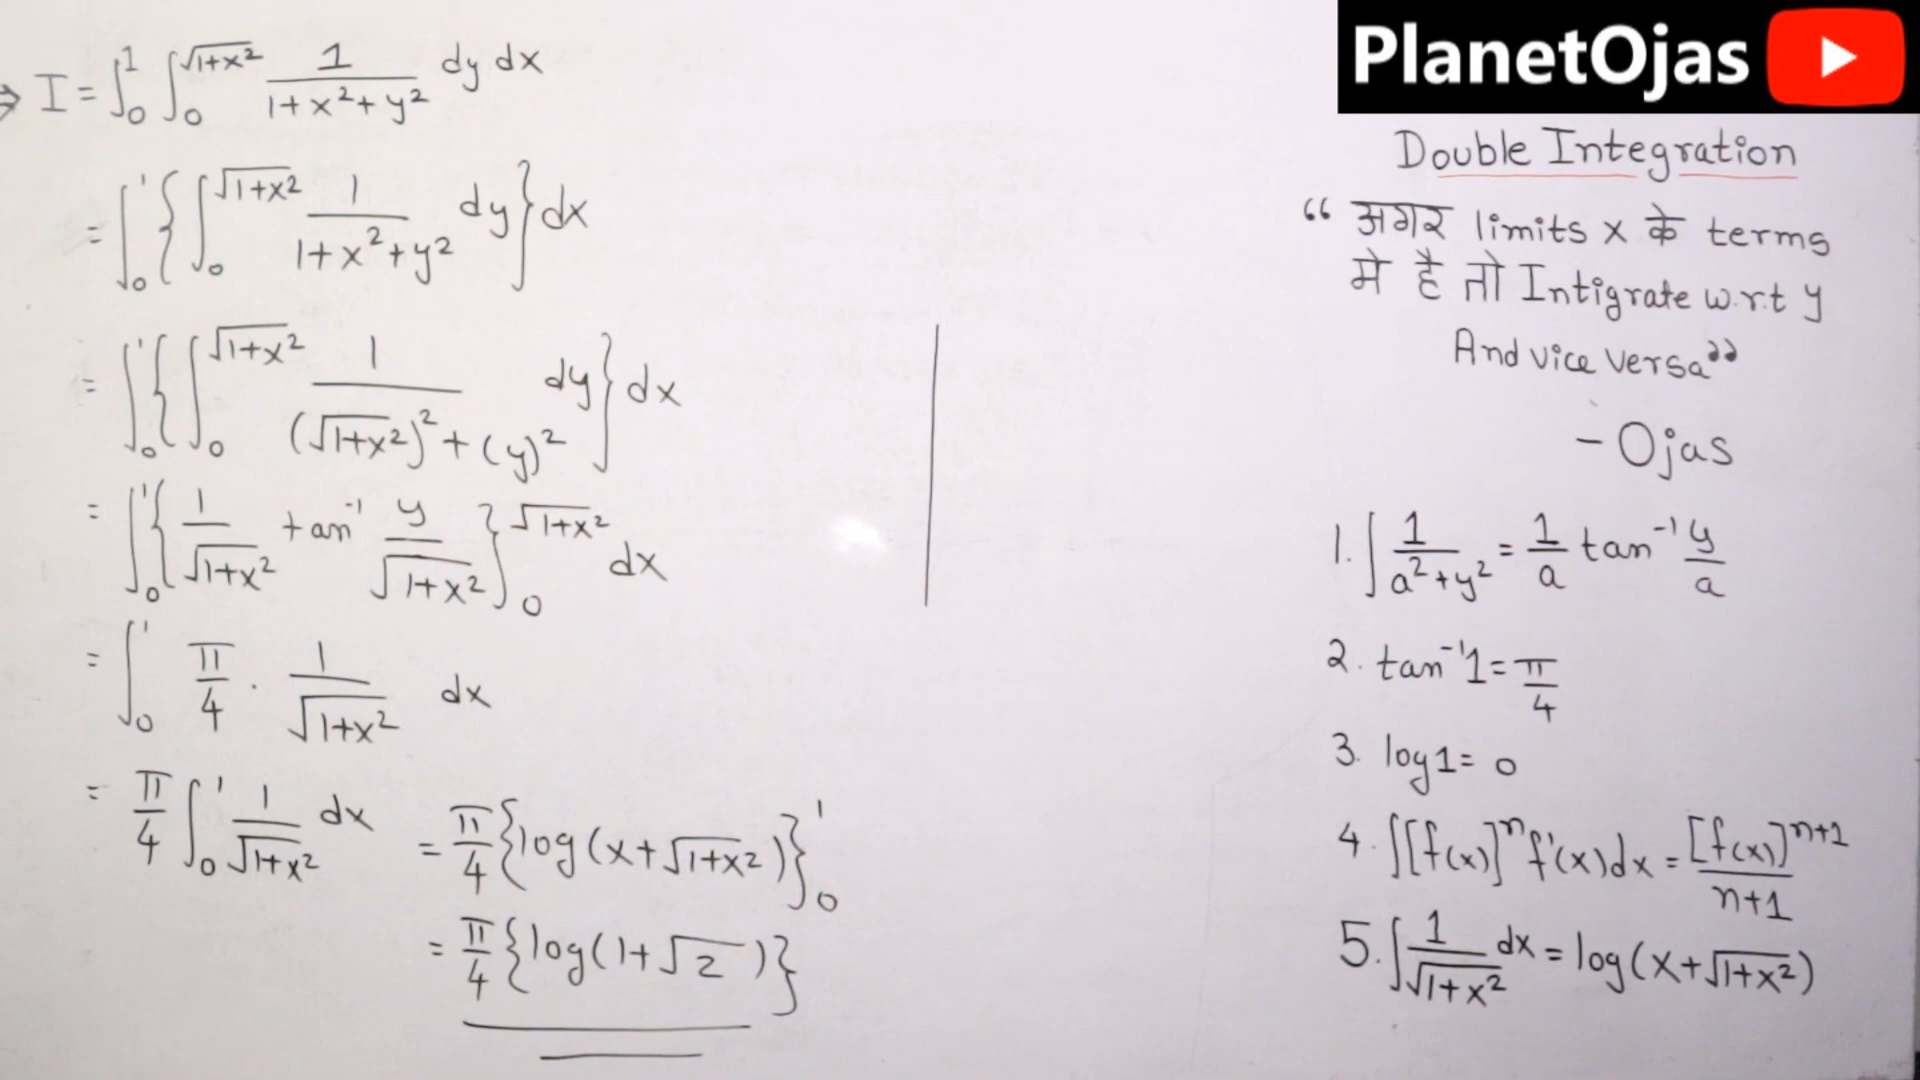 PlanetOjas
⇒ I = ∫₀¹ ∫₀^√(1+x²) 1/(1+x²+y²) dy dx
= ∫₀¹ { ∫₀^√(1+x²) 1/(1+x²+y²) dy } dx
= ∫₀¹ { ∫₀^√(1+x²) 1/((√(1+x²))²+(y)²) dy } dx
= ∫₀¹ { 1/√(1+x²) tan⁻¹ y/√(1+x²) }₀^√(1+x²) dx
= ∫₀¹ π/4 · 1/√(1+x²) dx
= π/4 ∫₀¹ 1/√(1+x²) dx = π/4 {log(x+√(1+x²))}₀¹
= π/4 {log(1+√2)}
Double Integration
“ अगर limits x के terms
मे है तो Intigrate w.r.t y
And vice versa”
- Ojas
1. ∫ 1/(a²+y²) = 1/a tan⁻¹ y/a
2. tan⁻¹1 = π/4
3. log1 = 0
4. ∫[f(x)]ⁿ f'(x)dx = [f(x)]ⁿ⁺¹/(n+1)
5. ∫ 1/√(1+x²) dx = log(x+√(1+x²))